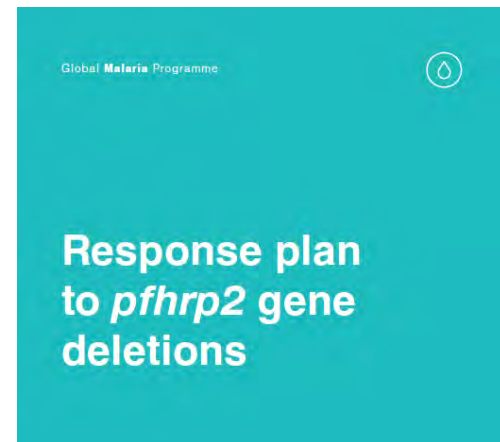 Global Malaria Programme
Response plan
to pfhrp2 gene
deletions